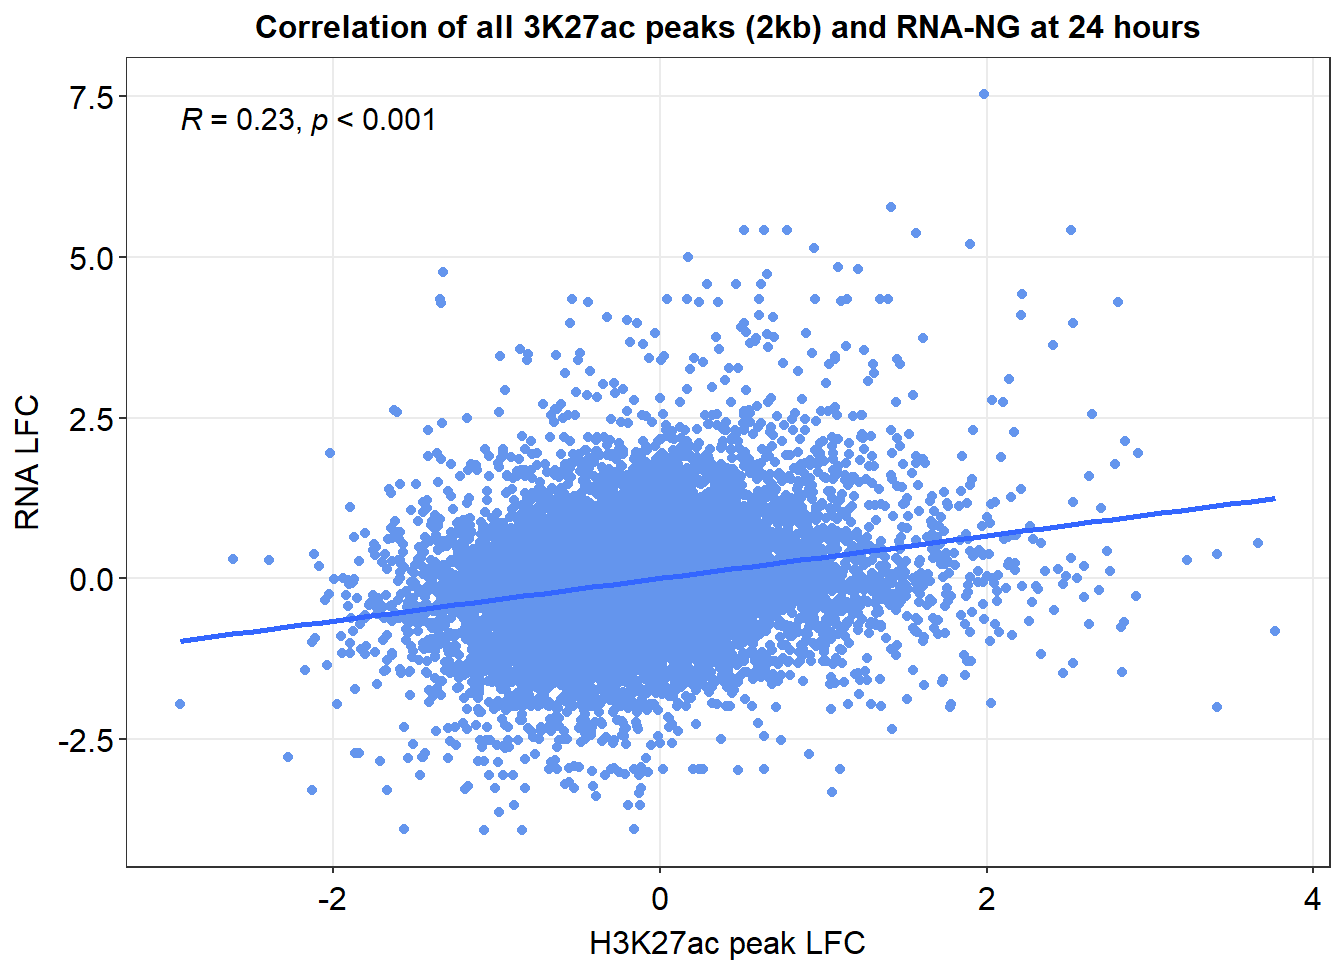 Correlation of all 3K27ac peaks (2kb) and RNA-NG at 24 hours
R = 0.23, p < 0.001
7.5
5.0
2.5
0.0
-2.5
RNA LFC
-2 0 2 4
H3K27ac peak LFC